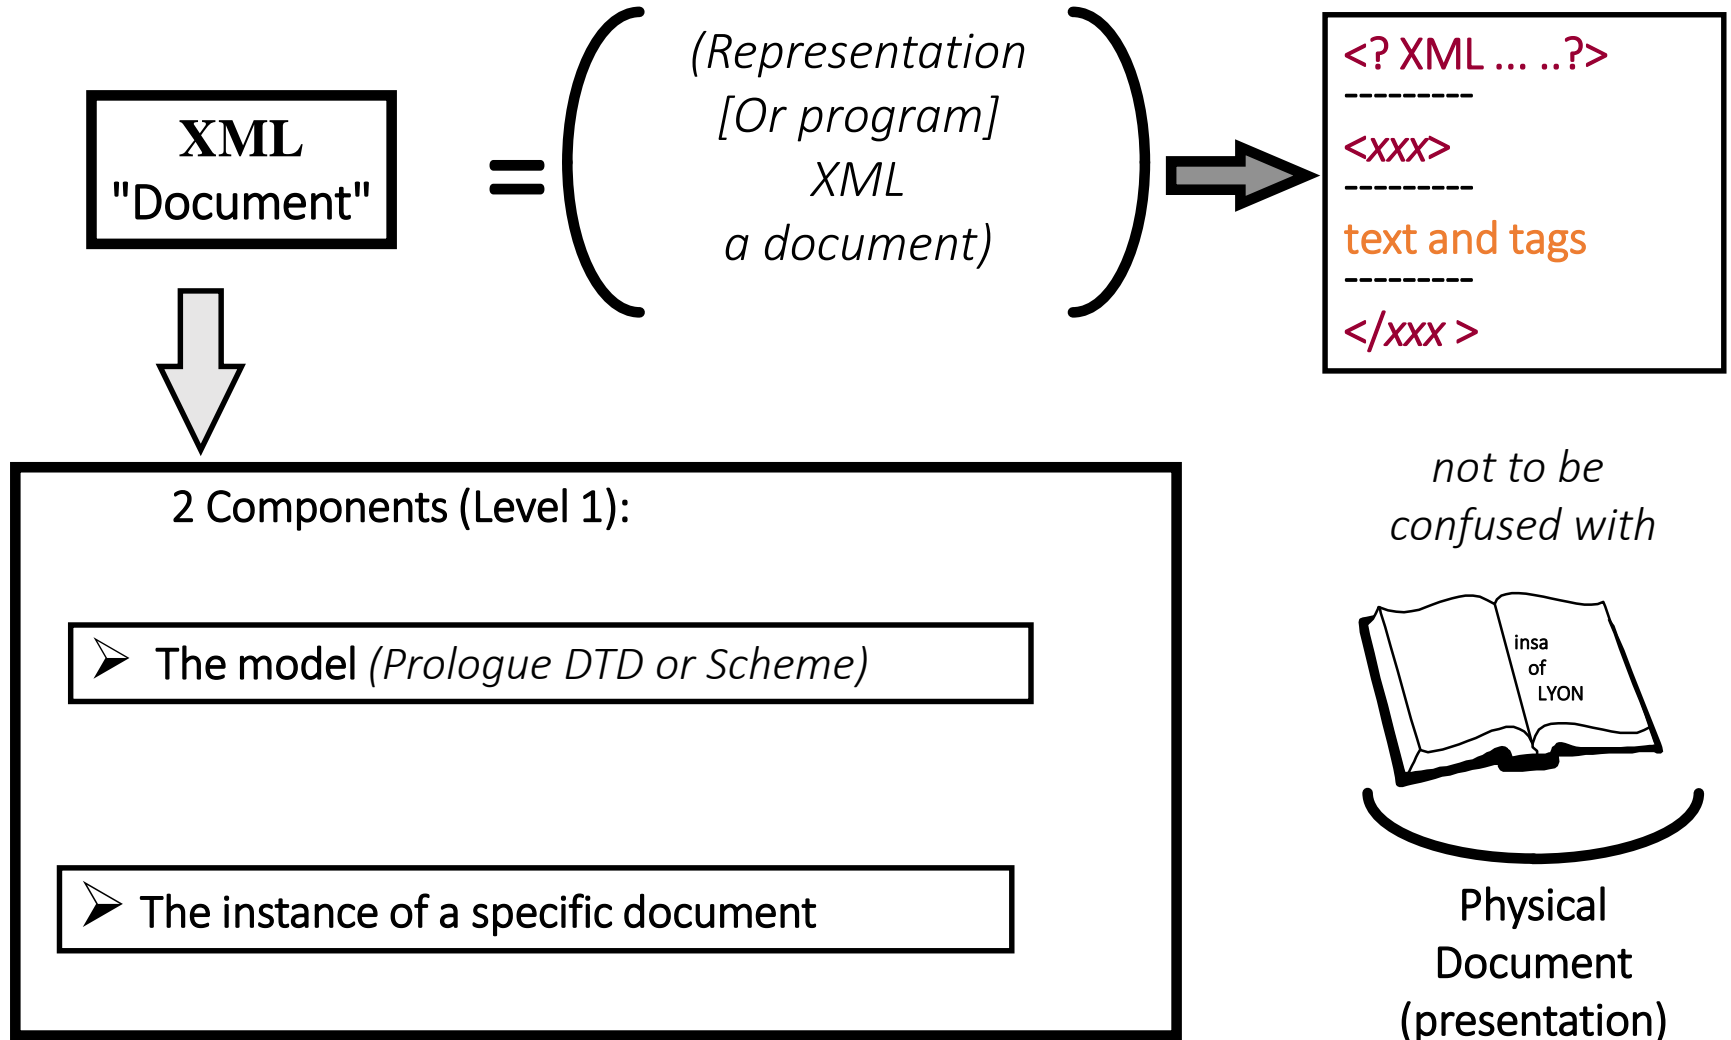 XML
"Document"
=
(Representation
[Or program]
XML
a document)
<? XML ... ..?>
---------
<xxx>
---------
text and tags
---------
</xxx >
2 Components (Level 1):
➢ The model (Prologue DTD or Scheme)
➢ The instance of a specific document
not to be
confused with
insa
of
LYON
Physical
Document
(presentation)